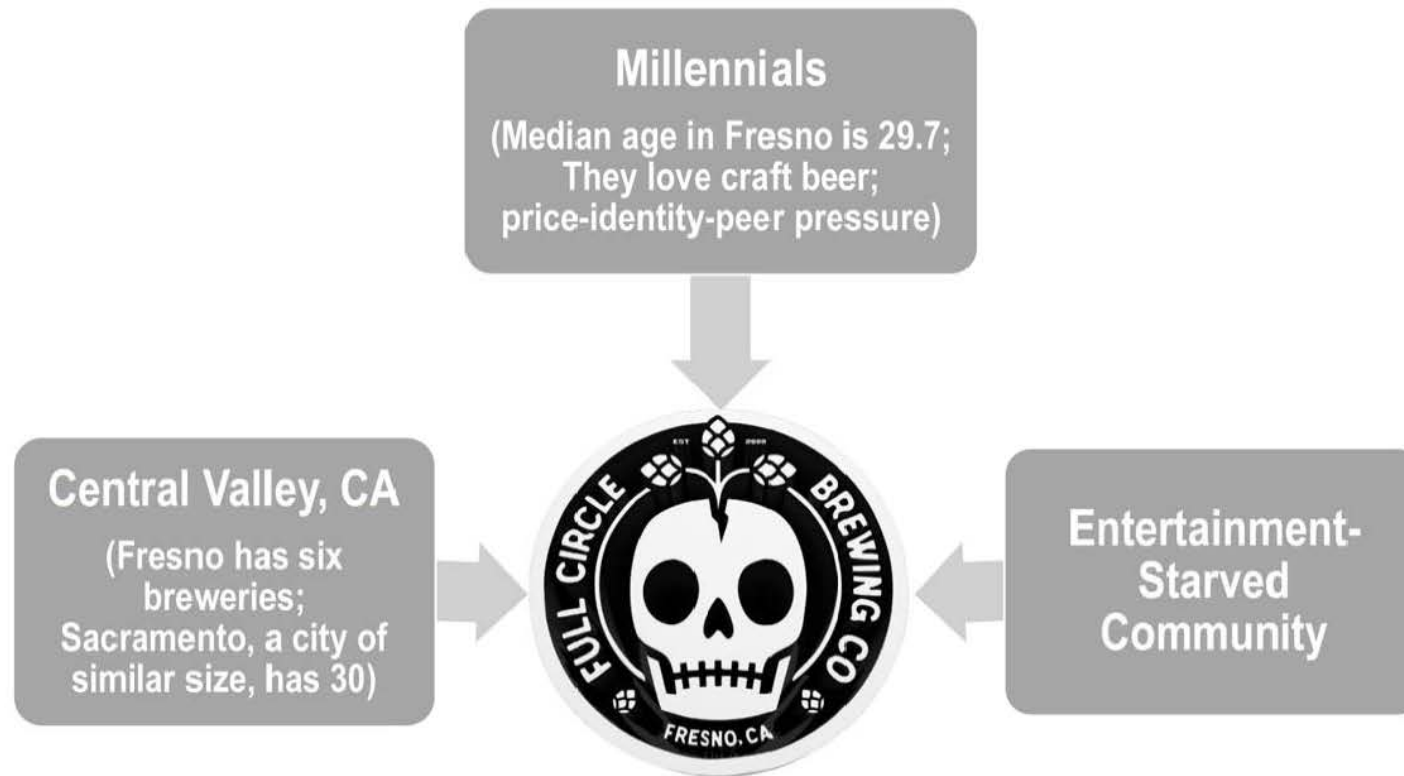 Millennials
(Median age in Fresno is 29.7;
They love craft beer;
price-identity-peer pressure)
Central Valley, CA
(Fresno has six
breweries;
Sacramento, a city of
similar size, has 30)
EST
FULL CIRCLE
BREWING CO
FRESNO, CA
Entertainment-
Starved
Community